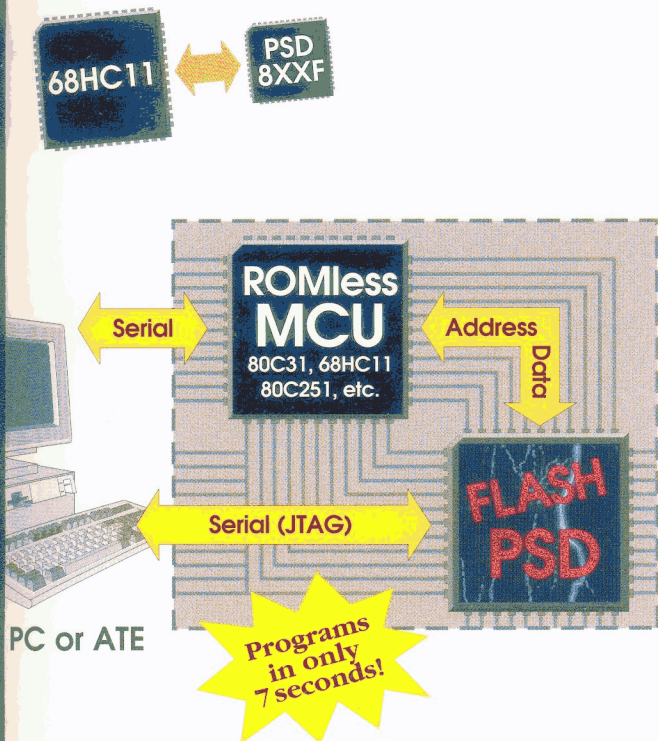 68HC11
PSD
8XXF
ROMless
MCU
80C31, 68HC11
80C251, etc.
Serial
Address
Data
FLASH
PSD
Serial (JTAG)
PC or ATE
Programs
in only
7 seconds!